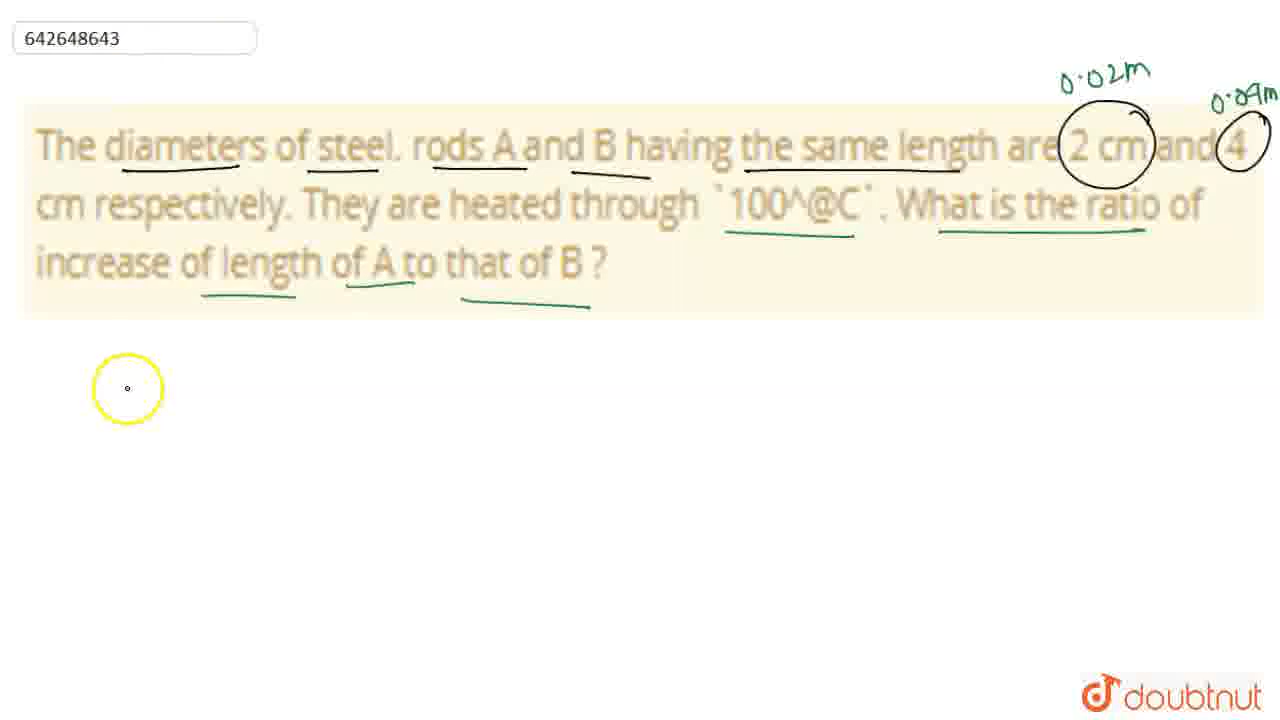 642648643
0.02m
0.04m
The diameters of steel. rods A and B having the same length are 2 cm and 4
cm respectively. They are heated through `100^@C`. What is the ratio of
increase of length of A to that of B ?
doubtnut